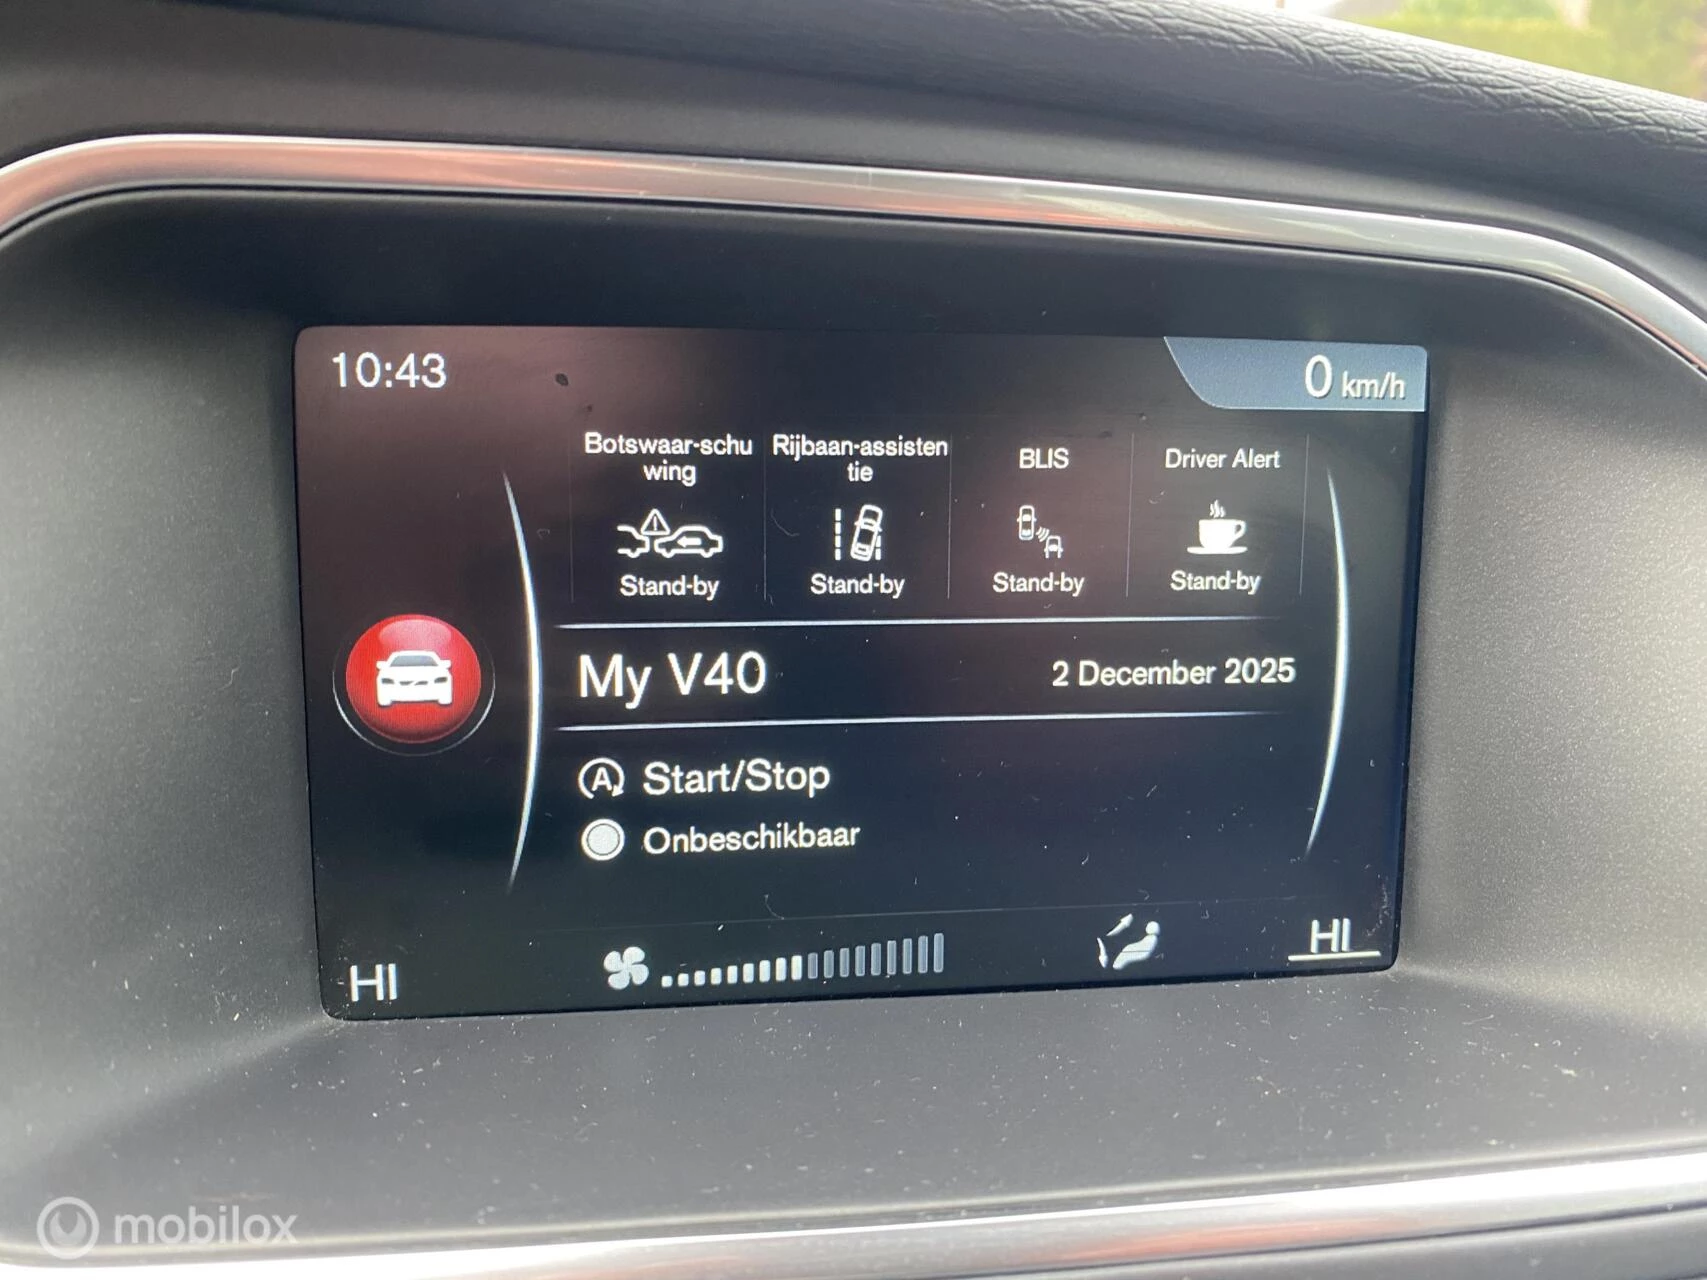 10:43
0 km/h
Botswaar-schu
wing
Rijbaan-assisten
tie
BLIS
Driver Alert
Stand-by
Stand-by
Stand-by
Stand-by
My V40
2 December 2025
A Start/Stop
Onbeschikbaar
HI
HI
mobilox